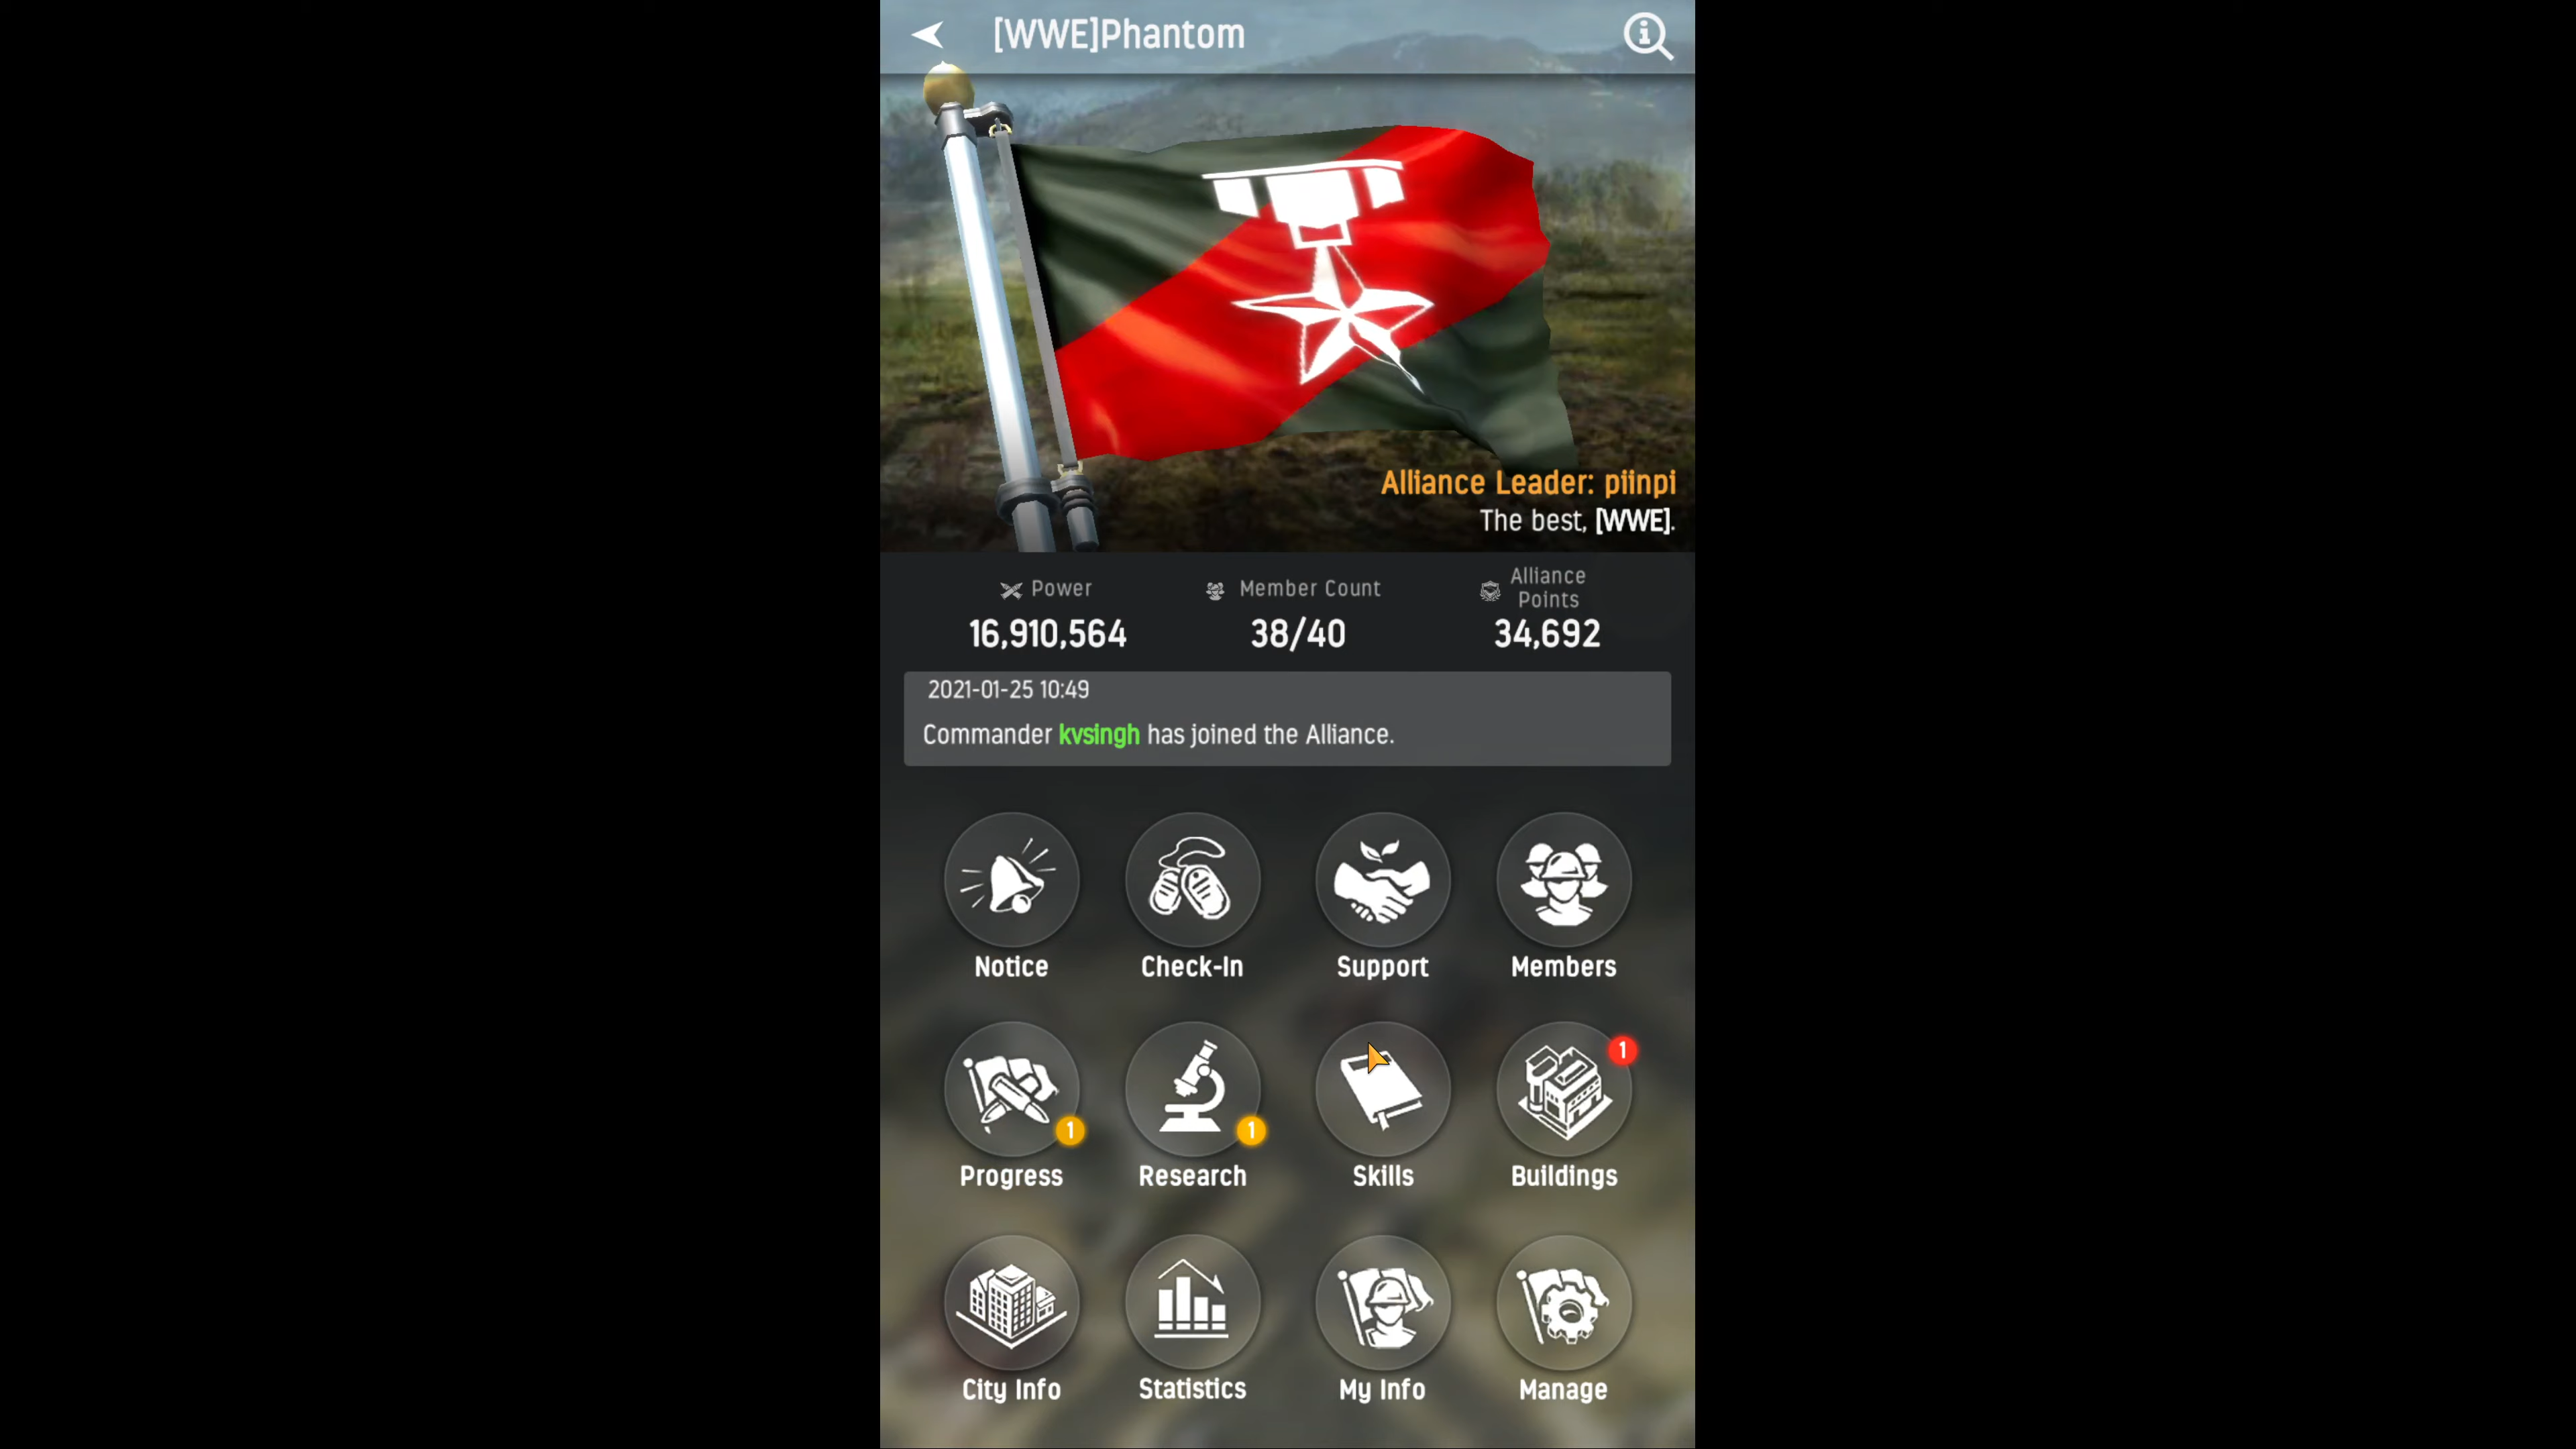 [WWE]Phantom
Alliance Leader: piinpi
The best, [WWE].
Power
Member Count
Alliance
Points
16,910,564
38/40
34,692
2021-01-25 10:49
Commander kvsingh has joined the Alliance.
Notice
Check-In
Support
Members
1
1
1
Progress
Research
Skills
Buildings
City Info
Statistics
My Info
Manage